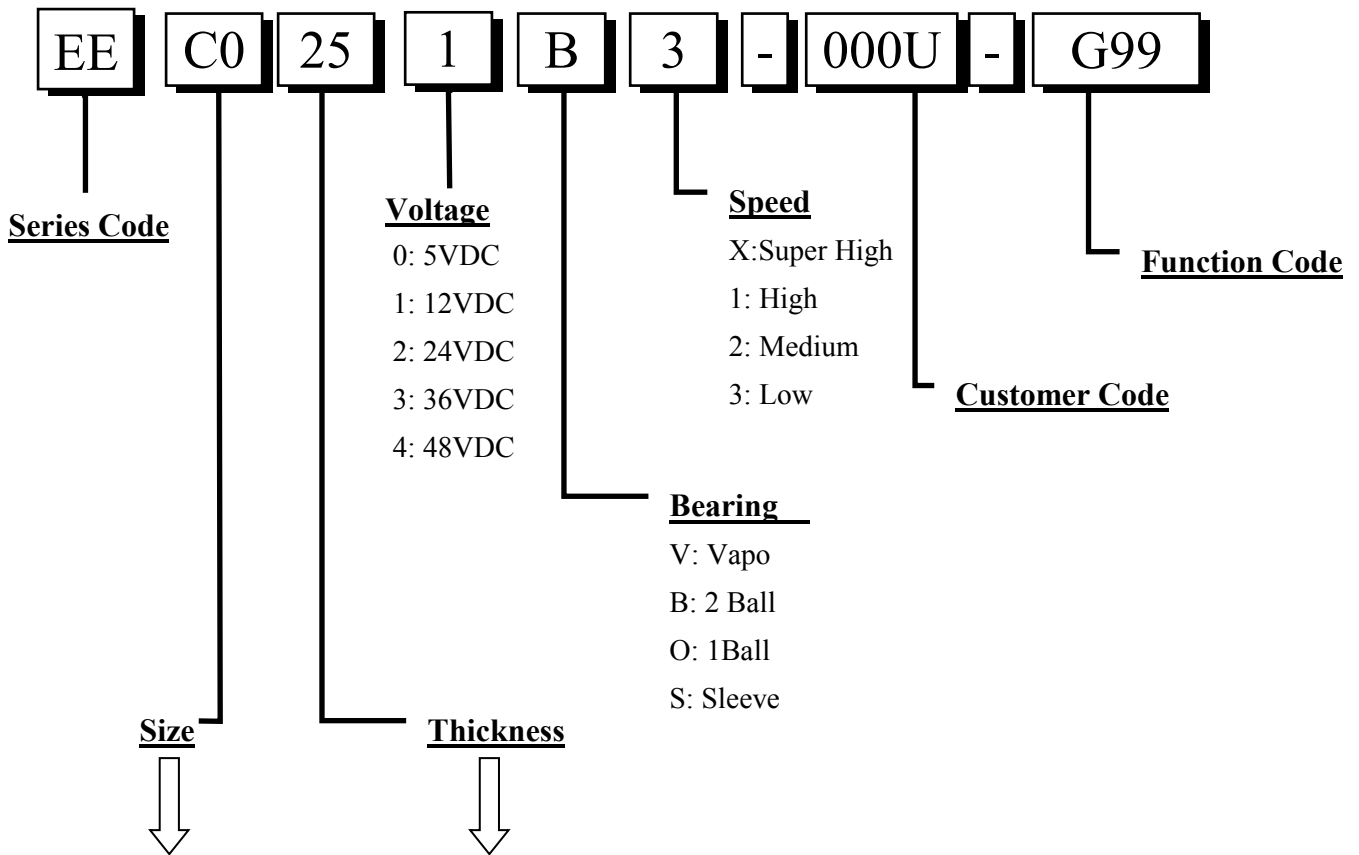 EE C0 25 1 B 3 - 000U - G99
Series Code
Voltage
0: 5VDC
1: 12VDC
2: 24VDC
3: 36VDC
4: 48VDC
Speed
X:Super High
1: High
2: Medium
3: Low
Function Code
Customer Code
Bearing
V: Vapo
B: 2 Ball
O: 1Ball
S: Sleeve
Size
Thickness